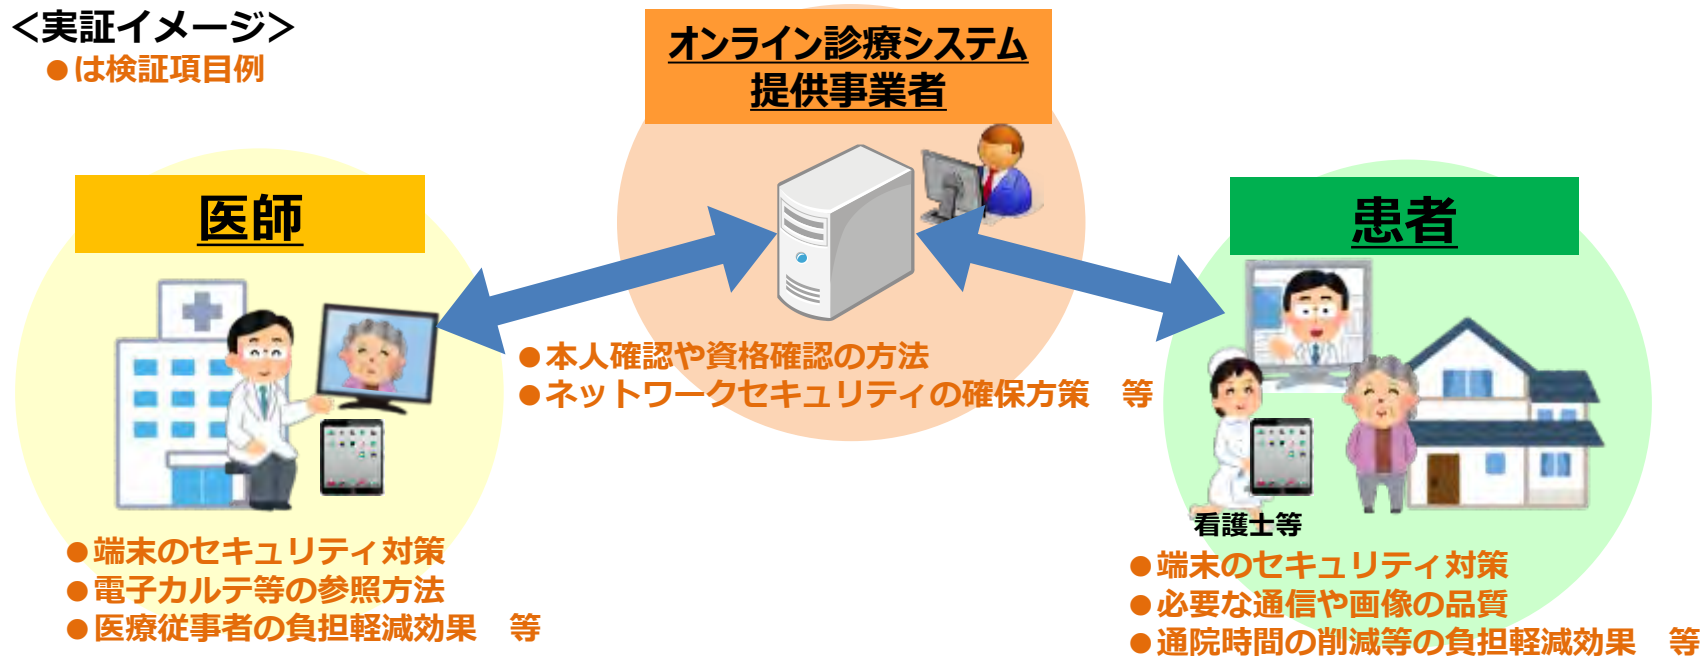 <実証イメージ>
●は検証項目例
オンライン診療システム
提供事業者
医師
患者
●本人確認や資格確認の方法
●ネットワークセキュリティの確保方策　等
看護士等
●端末のセキュリティ対策
●電子カルテ等の参照方法
●医療従事者の負担軽減効果　等
●端末のセキュリティ対策
●必要な通信や画像の品質
●通院時間の削減等の負担軽減効果　等